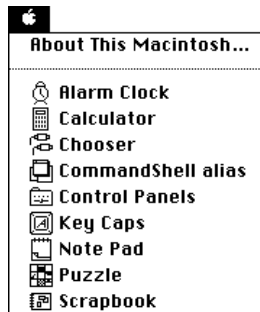 About This Macintosh...
Alarm Clock
Calculator
Chooser
CommandShell alias
Control Panels
Key Caps
Note Pad
Puzzle
Scrapbook